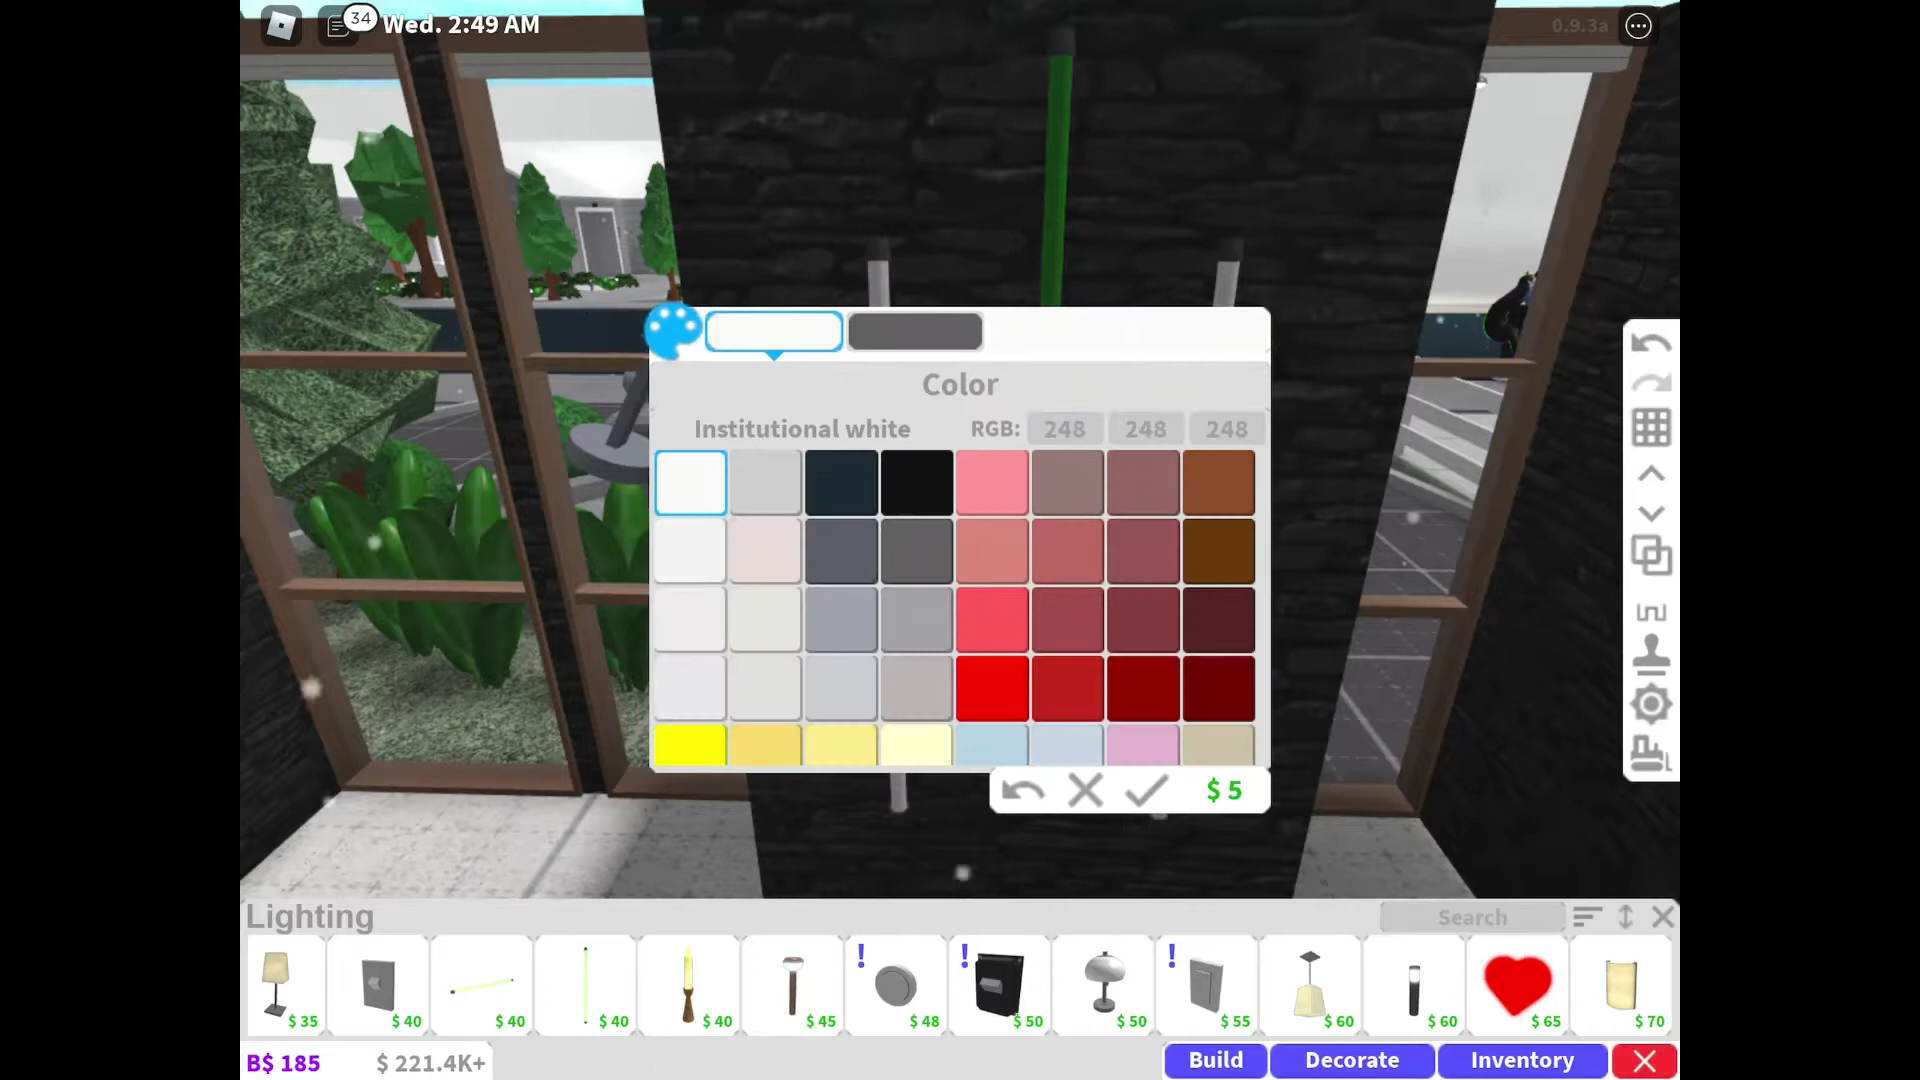 34
Wed. 2:49 AM
0.9.3a
Color
Institutional white
RGB: 248 248 248
$ 5
Lighting
Search
! ! !
$ 35 $ 40 $ 40 $ 40 $ 40 $ 45 $ 48 $ 50 $ 50 $ 55 $ 60 $ 60 $ 65 $ 70
B$ 185 $ 221.4K+
Build Decorate Inventory